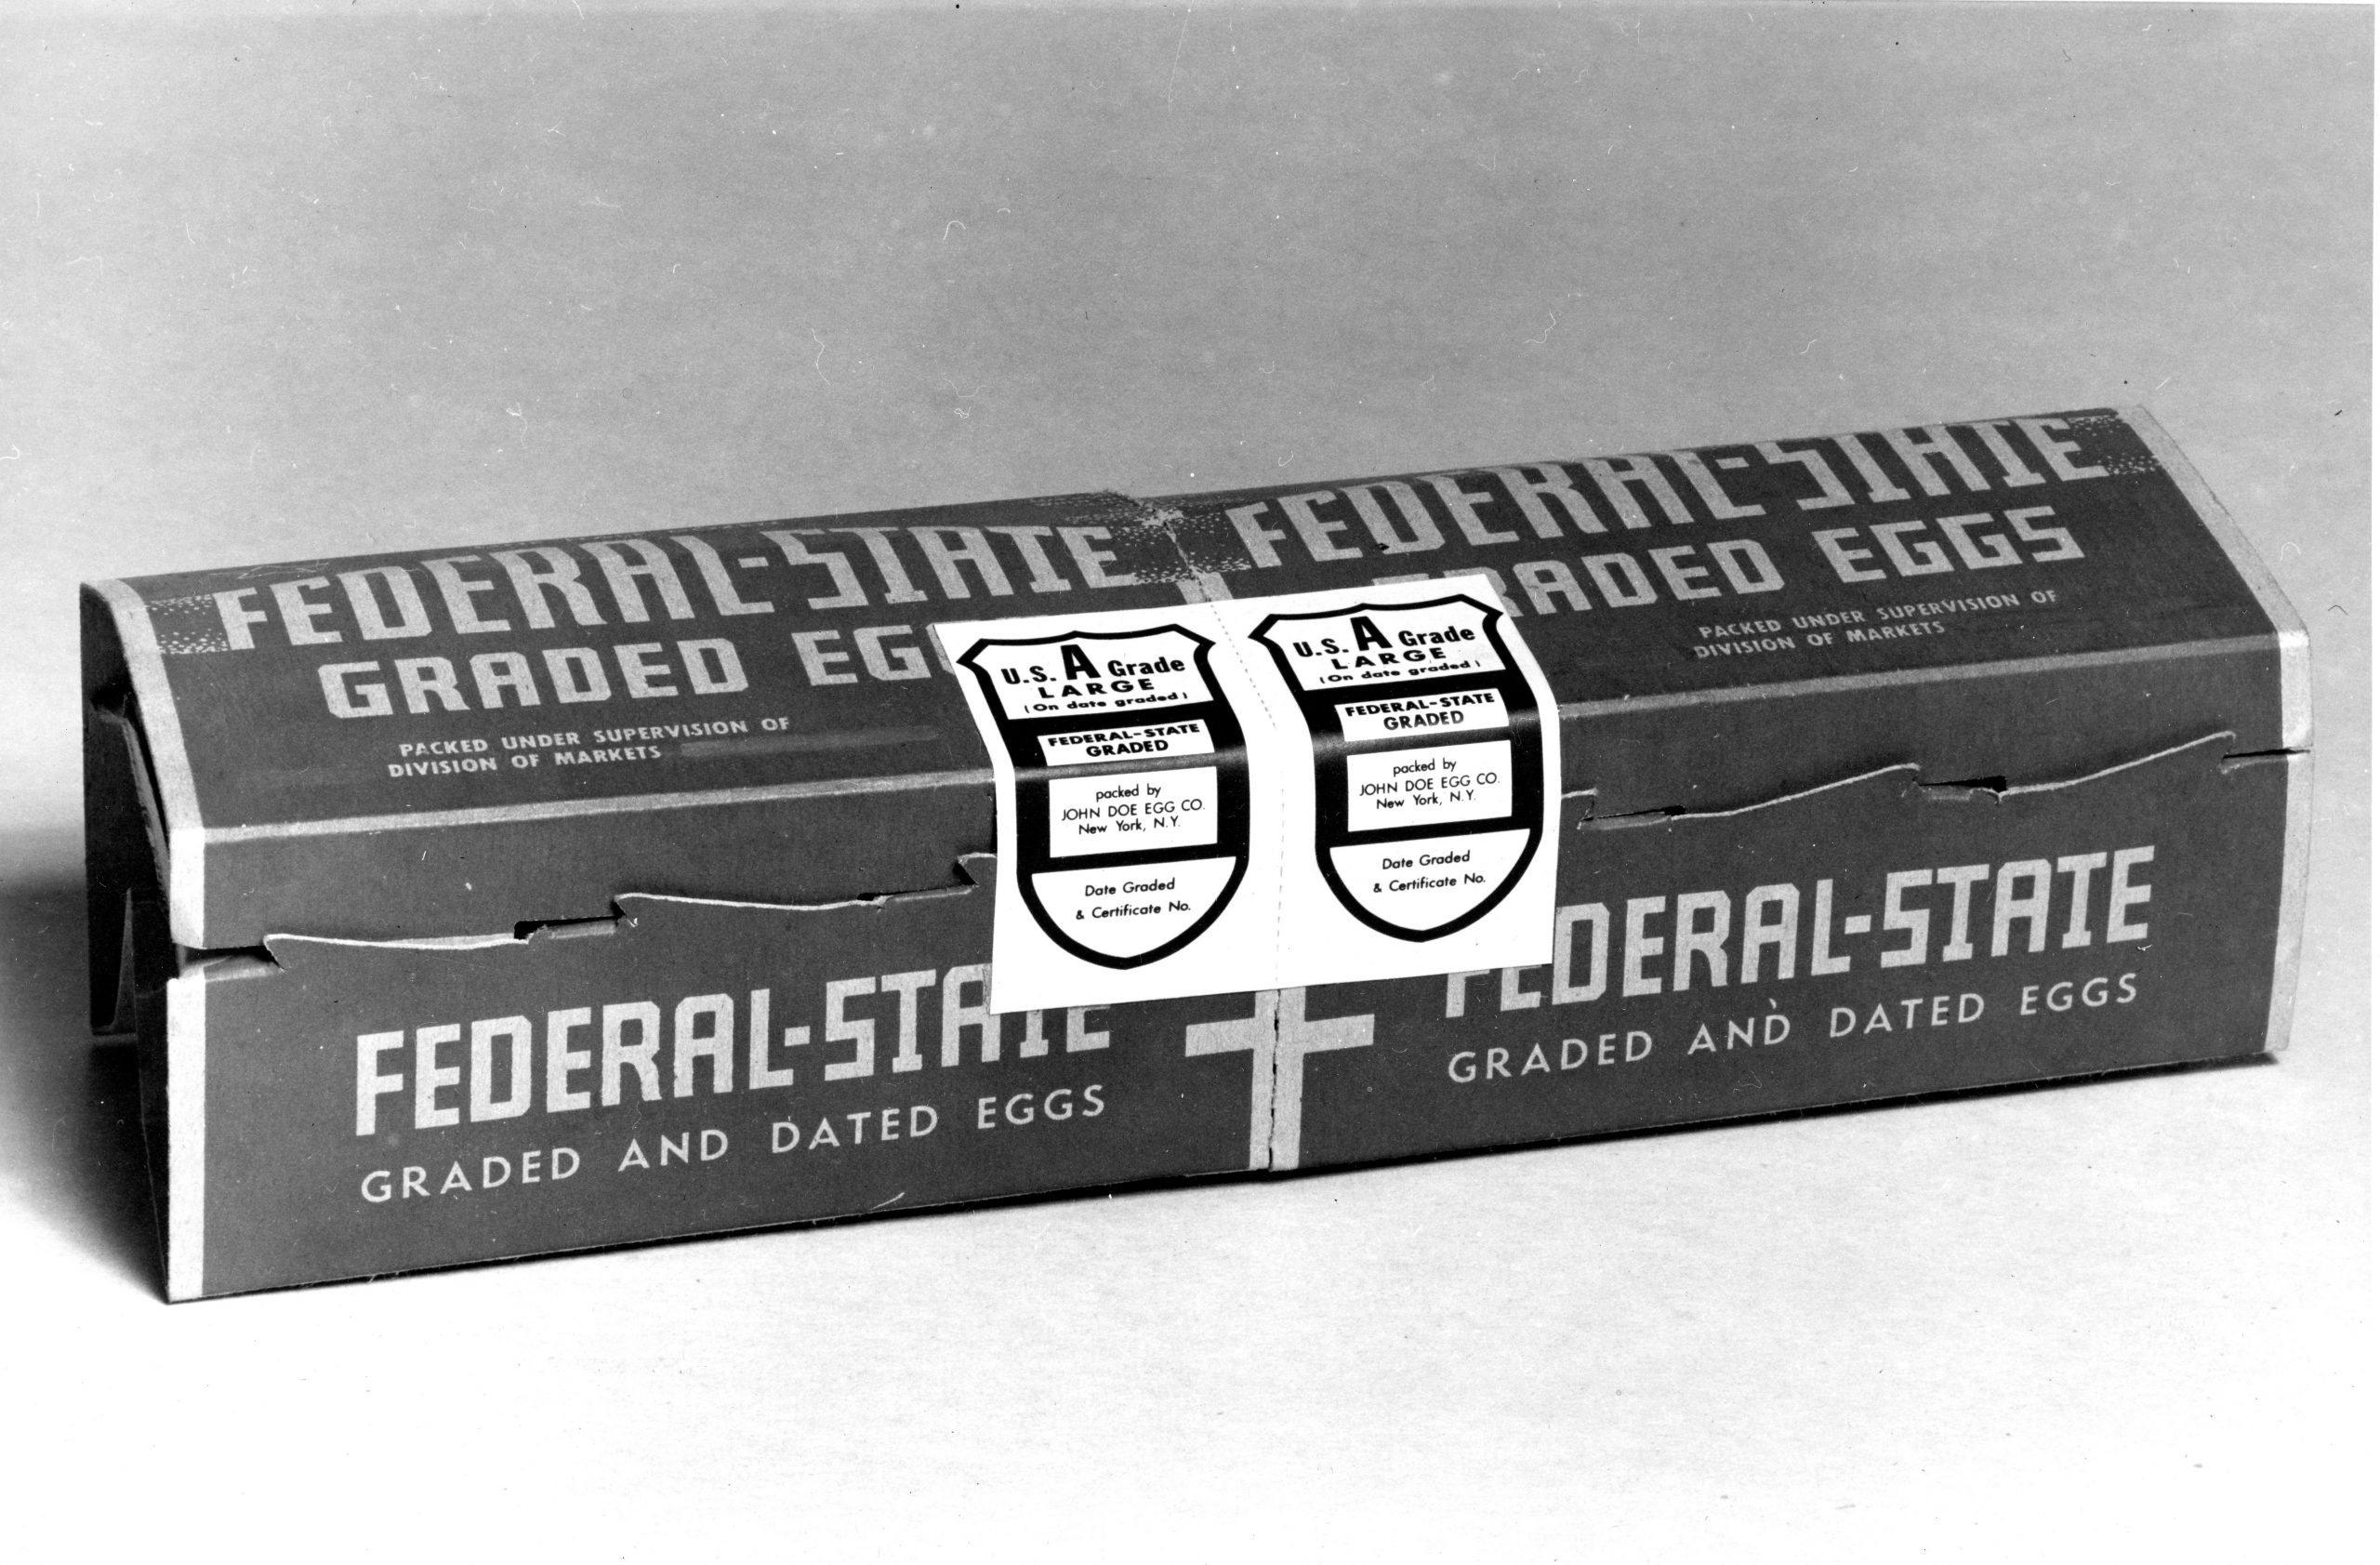 FEDERAL-STATE
GRADED EG
PACKED UNDER SUPERVISION OF
DIVISION OF MARKETS
FEDERAL-STATE
RADED EGGS
PACKED UNDER SUPERVISION OF
DIVISION OF MARKETS
U.S. A Grade
LARGE
(On date graded)
FEDERAL-STATE
GRADED
packed by
JOHN DOE EGG CO.
New York, N.Y.
Date Graded
& Certificate No.
U.S. A Grade
LARGE
(On date graded)
FEDERAL-STATE
GRADED
packed by
JOHN DOE EGG CO.
New York, N.Y.
Date Graded
& Certificate No.
FEDERAL-STATE
GRADED AND DATED EGGS
FEDERAL-STATE
GRADED AND DATED EGGS